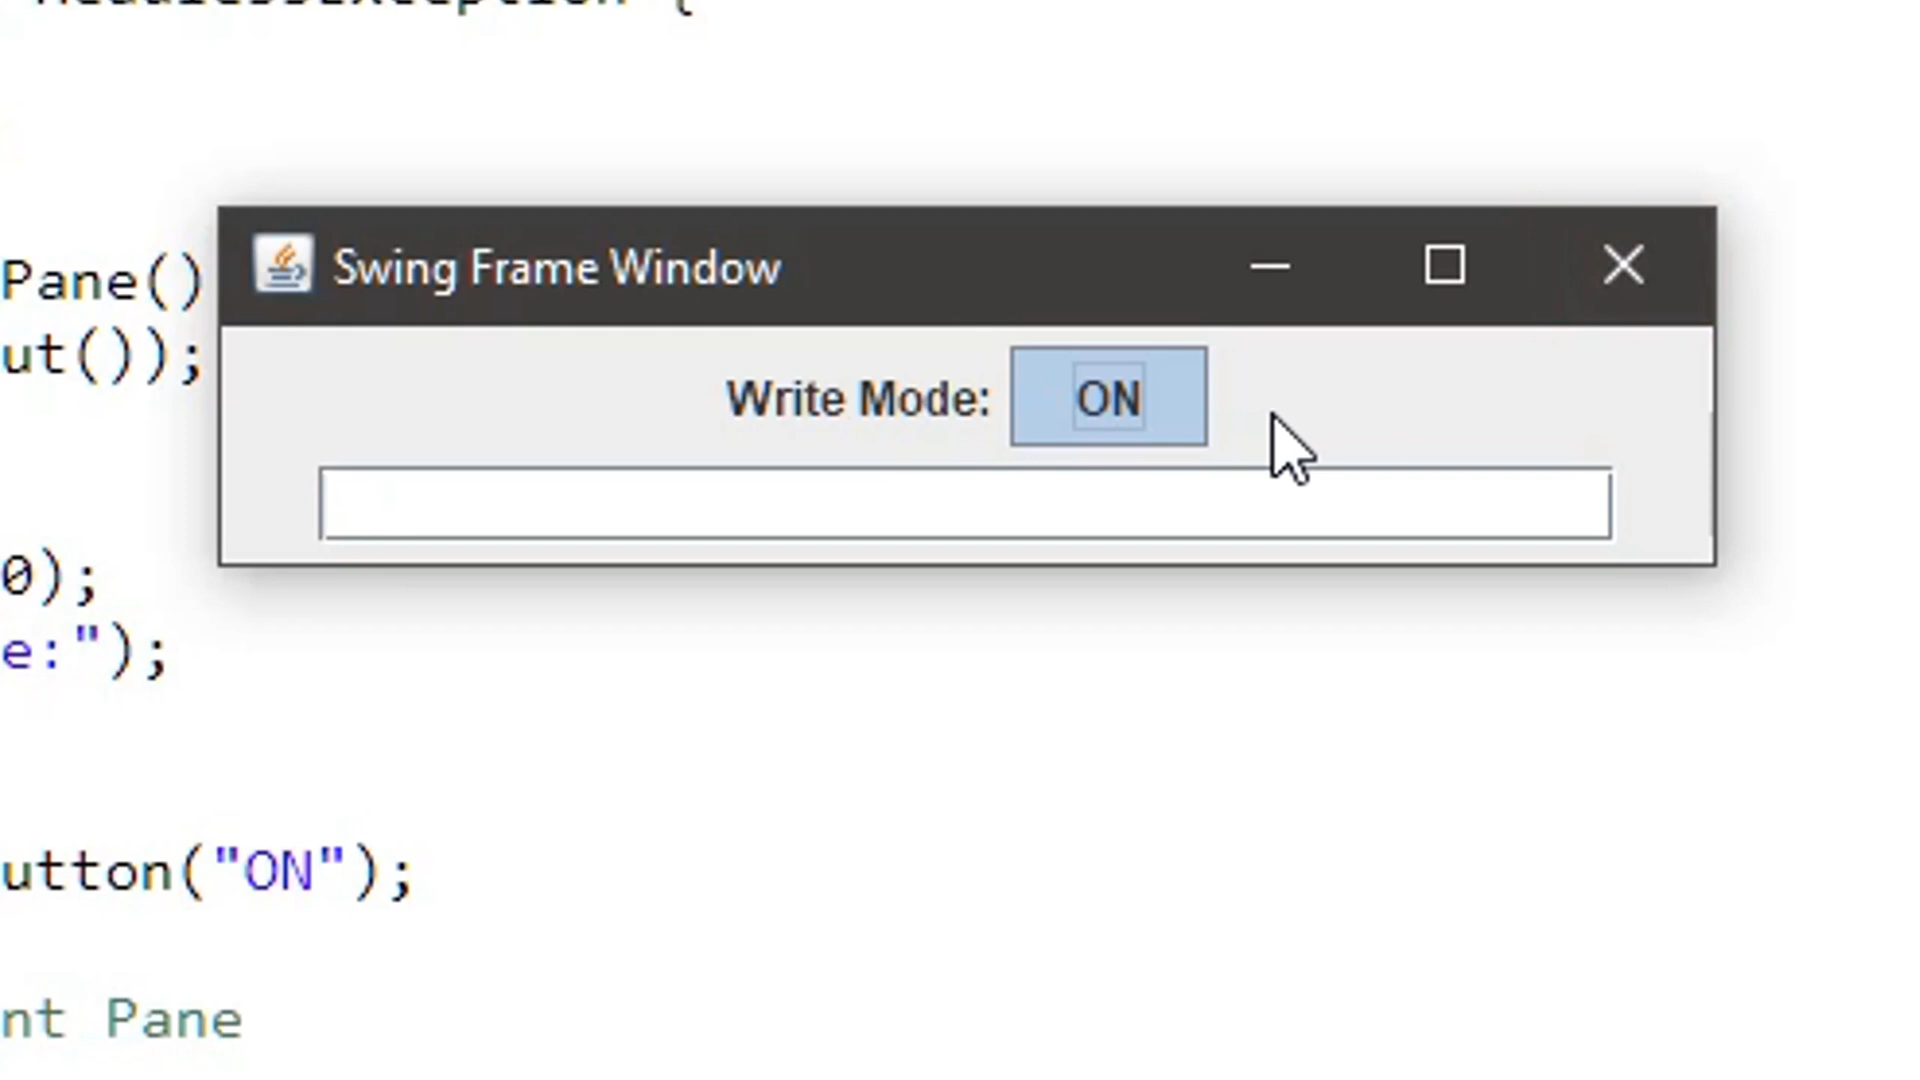 Swing Frame Window
Pane()
ut());
Write Mode: ON
0);
e:");
utton("ON");
nt Pane